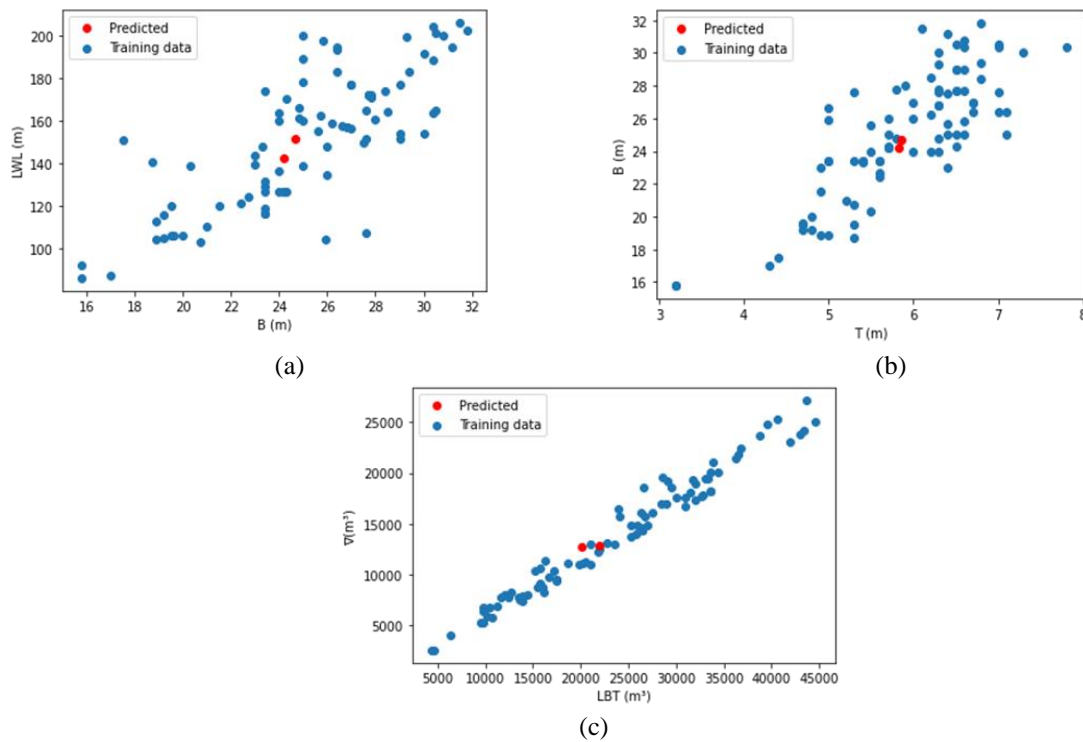 Predicted
Training data
200
180
160
140
120
100
LWL (m)
16 18 20 22 24 26 28 30 32
B (m)
(a)
Predicted
Training data
32
30
28
26
24
22
20
18
16
B (m)
3 4 5 6 7 8
T (m)
(b)
Predicted
Training data
25000
20000
15000
10000
5000
∇(m³)
5000 10000 15000 20000 25000 30000 35000 40000 45000
LBT (m³)
(c)